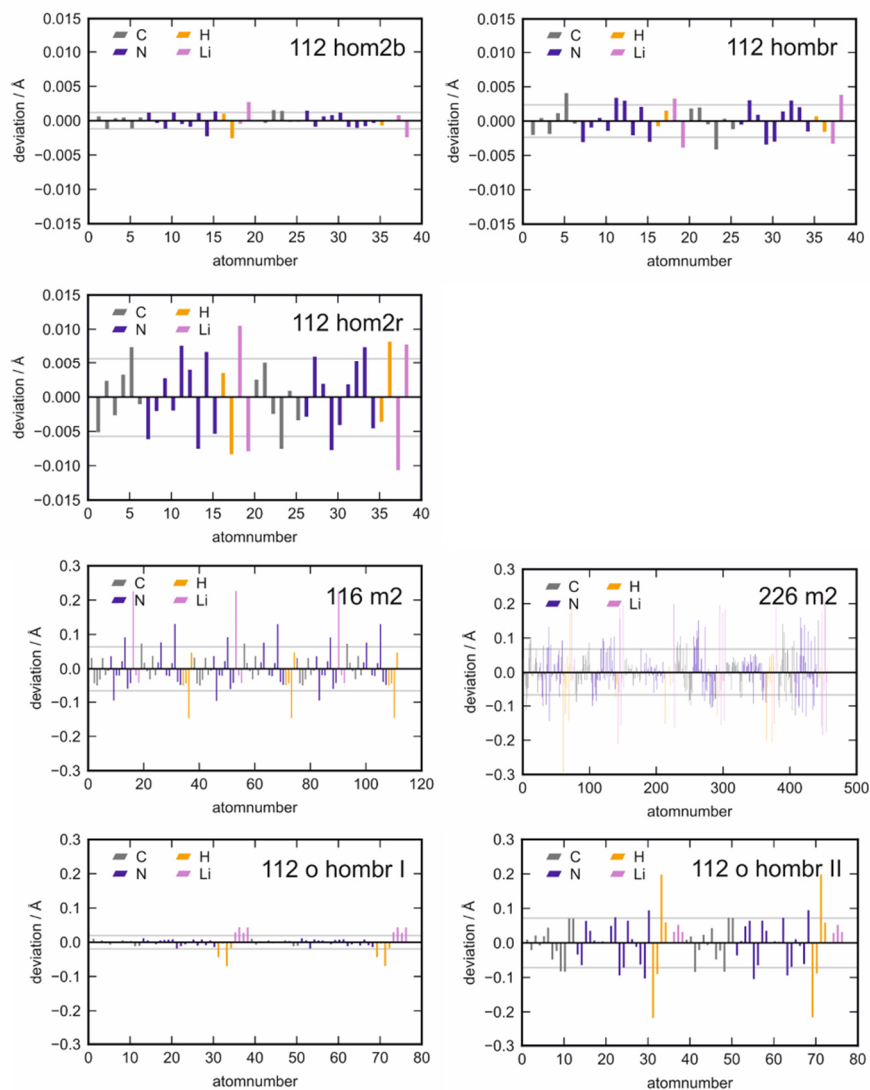 C H
N Li
112 hom2b
deviation / Å
0.015
0.010
0.005
0.000
−0.005
−0.010
−0.015
0 5 10 15 20 25 30 35 40
atomnumber
C H
N Li
112 hombr
deviation / Å
0.015
0.010
0.005
0.000
−0.005
−0.010
−0.015
0 5 10 15 20 25 30 35 40
atomnumber
C H
N Li
112 hom2r
deviation / Å
0.015
0.010
0.005
0.000
−0.005
−0.010
−0.015
0 5 10 15 20 25 30 35 40
atomnumber
C H
N Li
116 m2
deviation / Å
0.3
0.2
0.1
0.0
−0.1
−0.2
−0.3
0 20 40 60 80 100 120
atomnumber
C H
N Li
226 m2
deviation / Å
0.3
0.2
0.1
0.0
−0.1
−0.2
−0.3
0 100 200 300 400 500
atomnumber
C H
N Li
112 o hombr I
deviation / Å
0.3
0.2
0.1
0.0
−0.1
−0.2
−0.3
0 10 20 30 40 50 60 70 80
atomnumber
C H
N Li
112 o hombr II
deviation / Å
0.3
0.2
0.1
0.0
−0.1
−0.2
−0.3
0 10 20 30 40 50 60 70 80
atomnumber